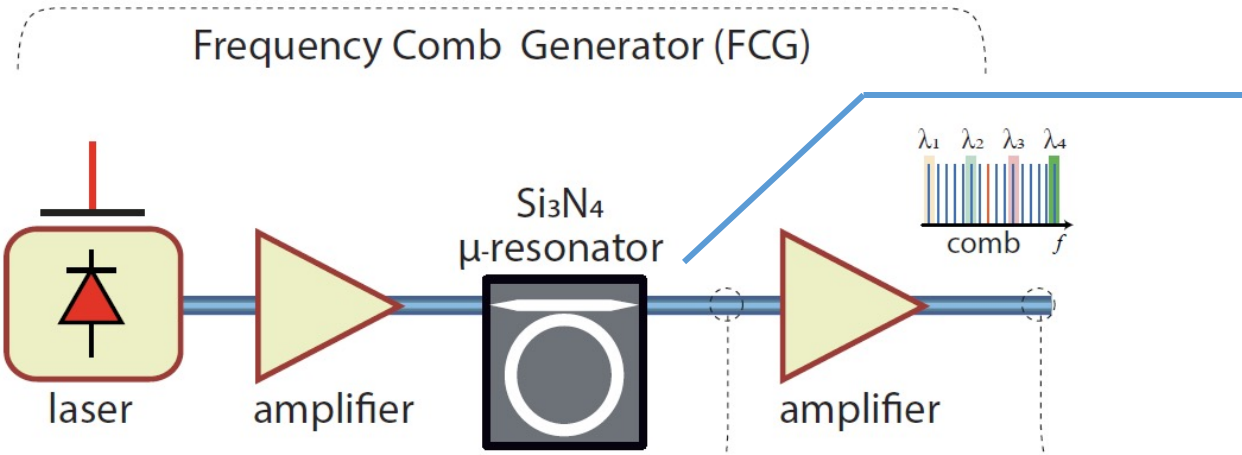 Frequency Comb Generator (FCG)
λ₁ λ₂ λ₃ λ₄
comb f
Si₃N₄
μ-resonator
laser
amplifier
amplifier